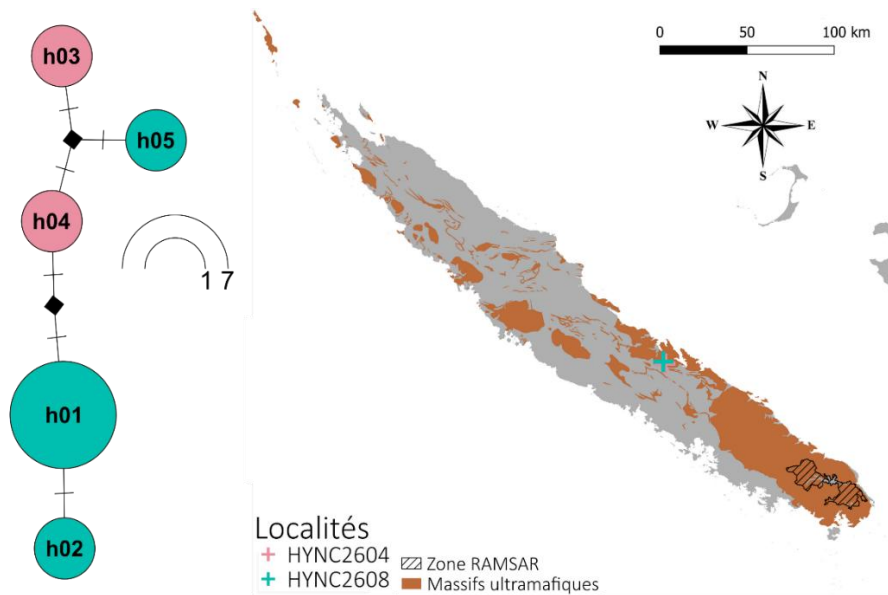 h03
h05
h04
1 7
h01
h02
0 50 100 km
N
W E
S
Localités
HYNC2604
HYNC2608
Zone RAMSAR
Massifs ultramafiques